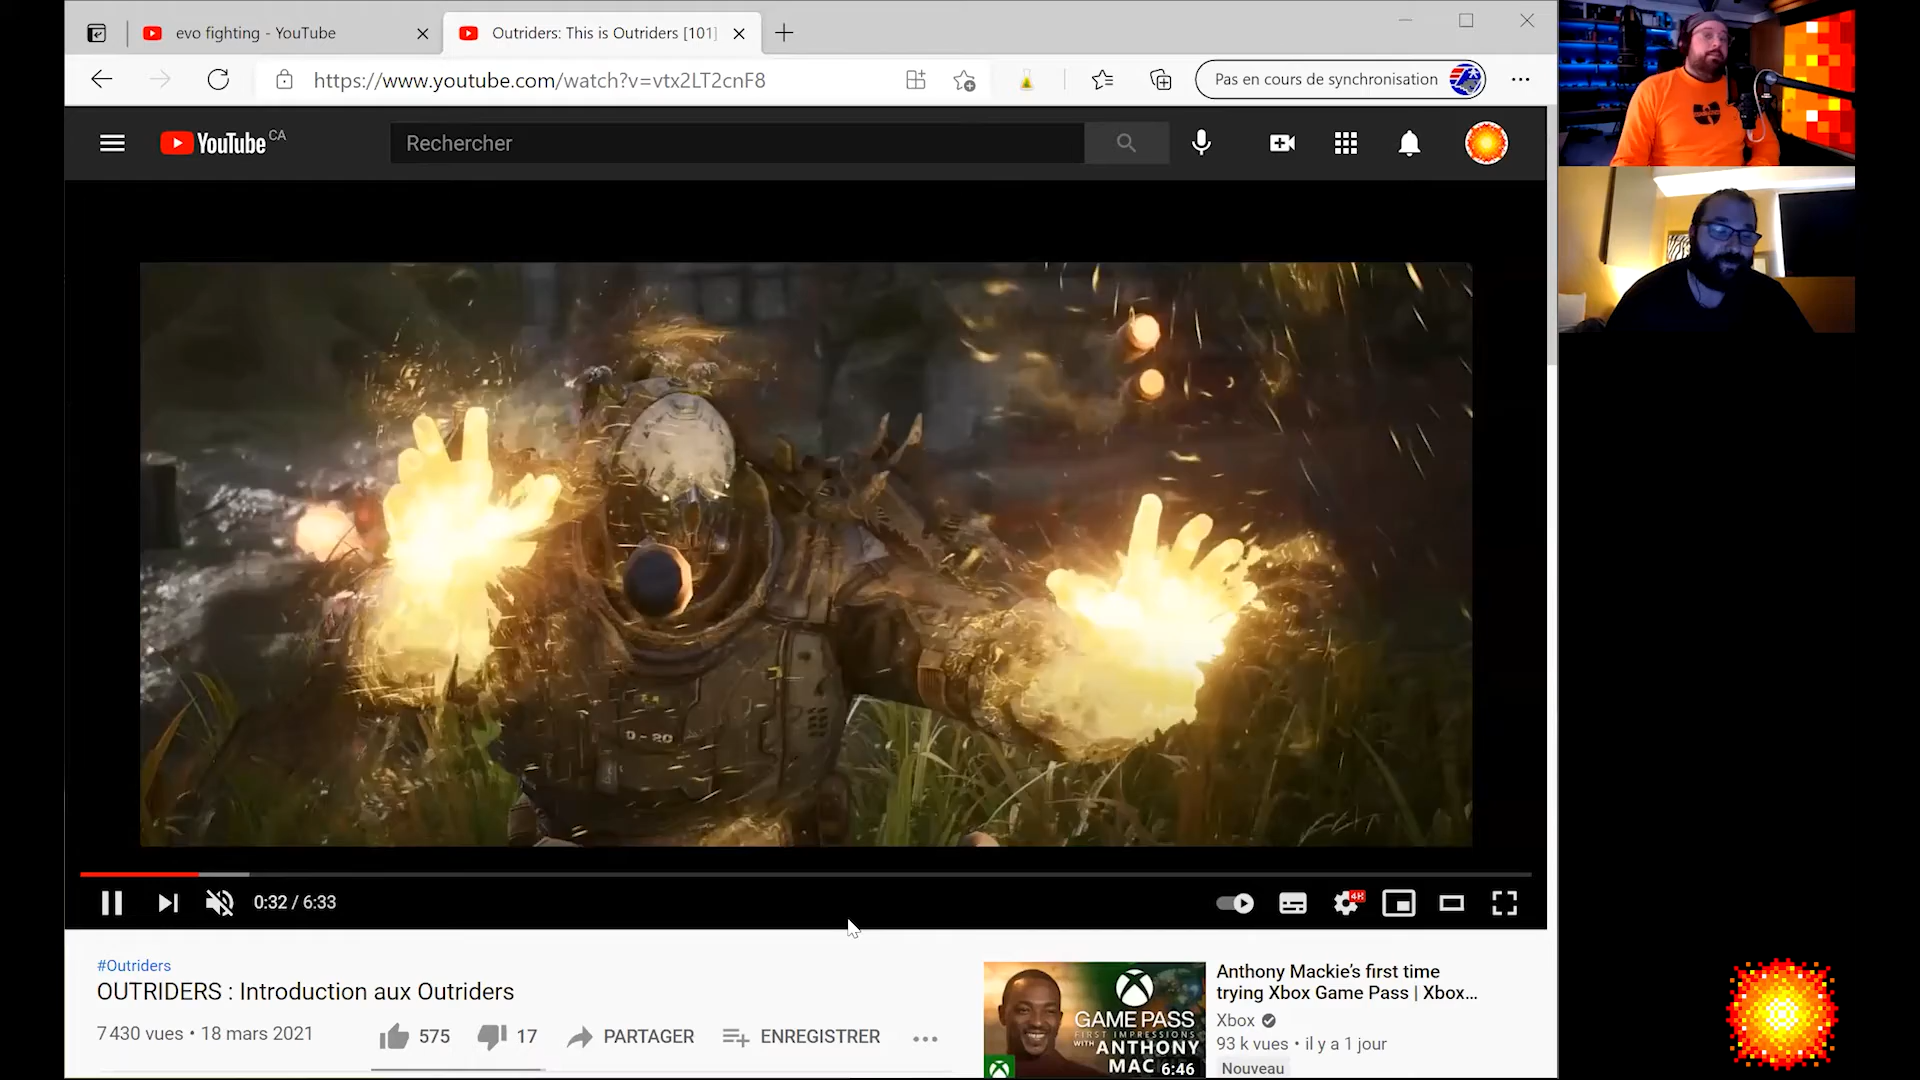 evo fighting - YouTube
Outriders: This is Outriders [101]
https://www.youtube.com/watch?v=vtx2LT2cnF8
Pas en cours de synchronisation
YouTube CA
Rechercher
0 - 20
0:32 / 6:33
4K
#Outriders
OUTRIDERS : Introduction aux Outriders
7 430 vues • 18 mars 2021
575
17
PARTAGER
ENREGISTRER
GAME PASS
FIRST IMPRESSIONS
WITH ANTHONY
MAC
6:46
Anthony Mackie's first time
trying Xbox Game Pass | Xbox...
Xbox
93 k vues • il y a 1 jour
Nouveau